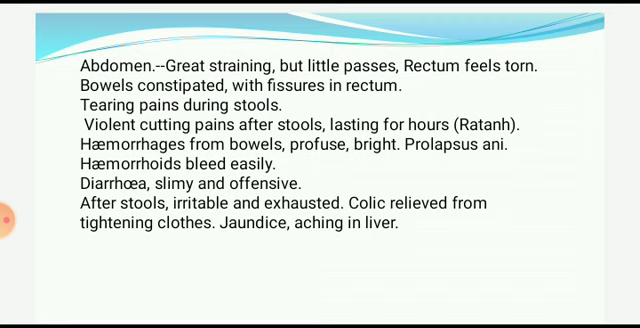 Abdomen.--Great straining, but little passes, Rectum feels torn.
Bowels constipated, with fissures in rectum.
Tearing pains during stools.
Violent cutting pains after stools, lasting for hours (Ratanh).
Hæmorrhages from bowels, profuse, bright. Prolapsus ani.
Hæmorrhoids bleed easily.
Diarrhœa, slimy and offensive.
After stools, irritable and exhausted. Colic relieved from
tightening clothes. Jaundice, aching in liver.